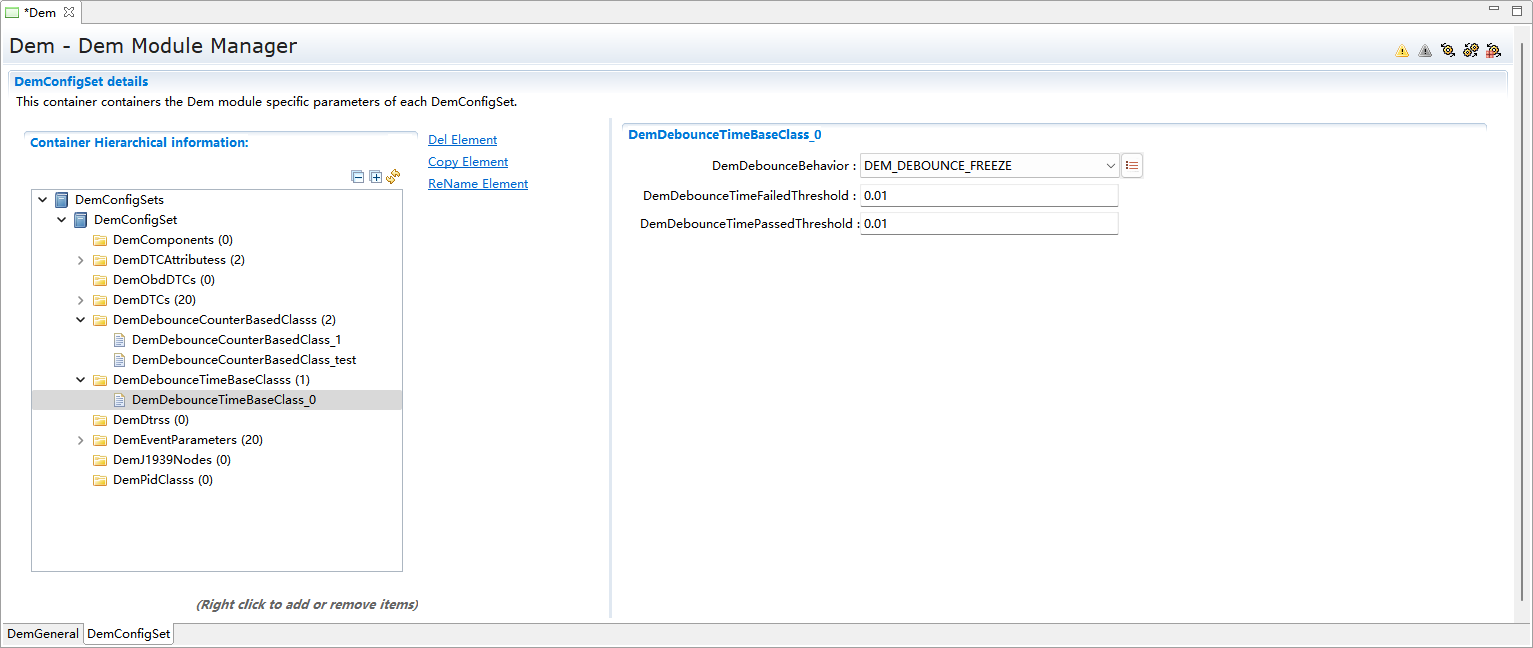 *Dem
Dem - Dem Module Manager
DemConfigSet details
This container containers the Dem module specific parameters of each DemConfigSet.
Container Hierarchical information:
Del Element
Copy Element
ReName Element
DemConfigSets
DemConfigSet
DemComponents (0)
DemDTCAttributess (2)
DemObdDTCs (0)
DemDTCs (20)
DemDebounceCounterBasedClasss (2)
DemDebounceCounterBasedClass_1
DemDebounceCounterBasedClass_test
DemDebounceTimeBaseClasss (1)
DemDebounceTimeBaseClass_0
DemDtrss (0)
DemEventParameters (20)
DemJ1939Nodes (0)
DemPidClasss (0)
(Right click to add or remove items)
DemDebounceTimeBaseClass_0
DemDebounceBehavior : DEM_DEBOUNCE_FREEZE
DemDebounceTimeFailedThreshold : 0.01
DemDebounceTimePassedThreshold : 0.01
DemGeneral DemConfigSet